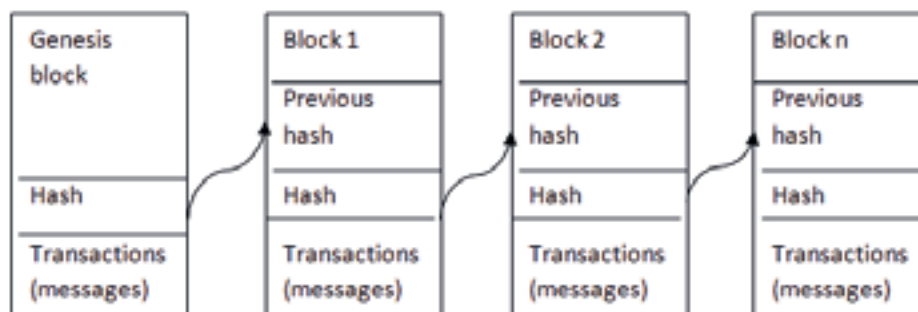 Genesis
block
Hash
Transactions
(messages)
Block 1
Previous
hash
Hash
Transactions
(messages)
Block 2
Previous
hash
Hash
Transactions
(messages)
Block n
Previous
hash
Hash
Transactions
(messages)